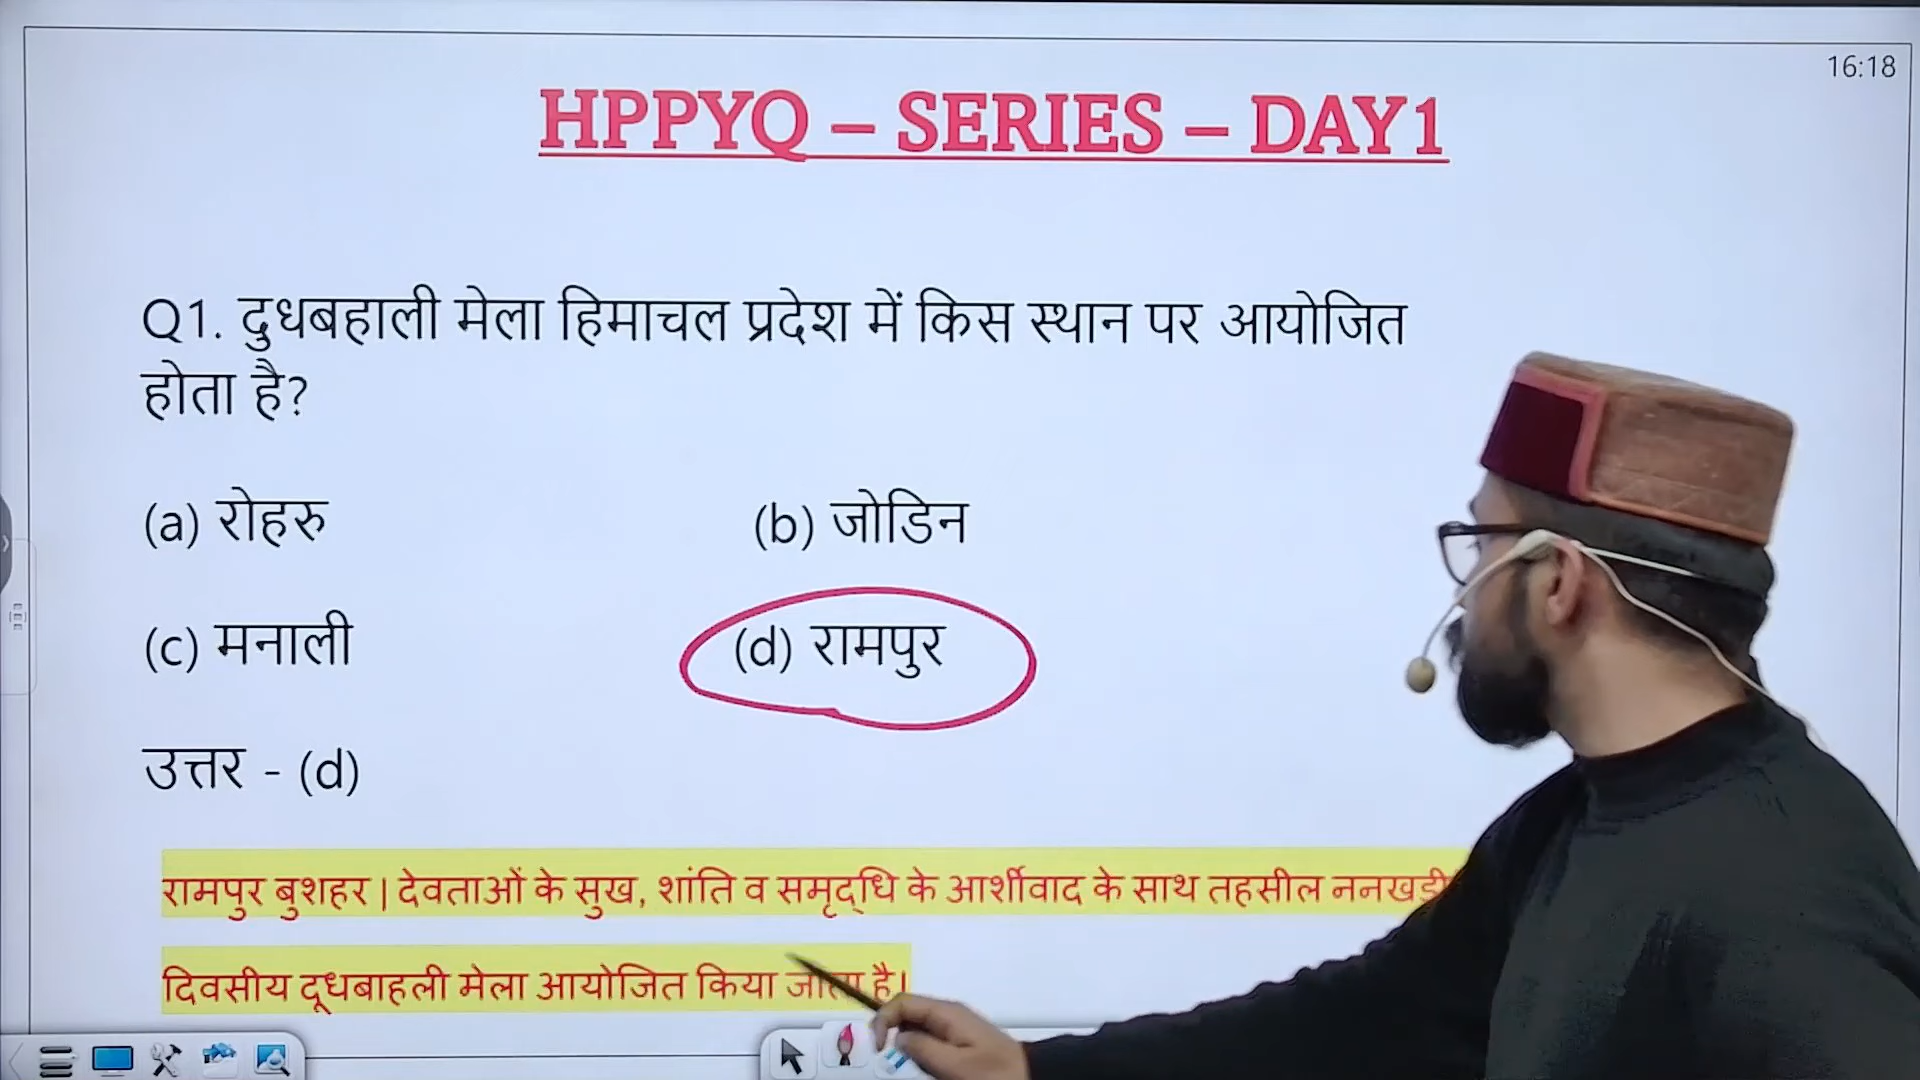 16:18
HPPYQ – SERIES – DAY1
Q1. दुधबहाली मेला हिमाचल प्रदेश में किस स्थान पर आयोजित
होता है?
(a) रोहरु (b) जोडिन
(c) मनाली (d) रामपुर
उत्तर - (d)
रामपुर बुशहर | देवताओं के सुख, शांति व समृद्धि के आर्शीवाद के साथ तहसील ननखड़ी
दिवसीय दूधबाहली मेला आयोजित किया जाता है।